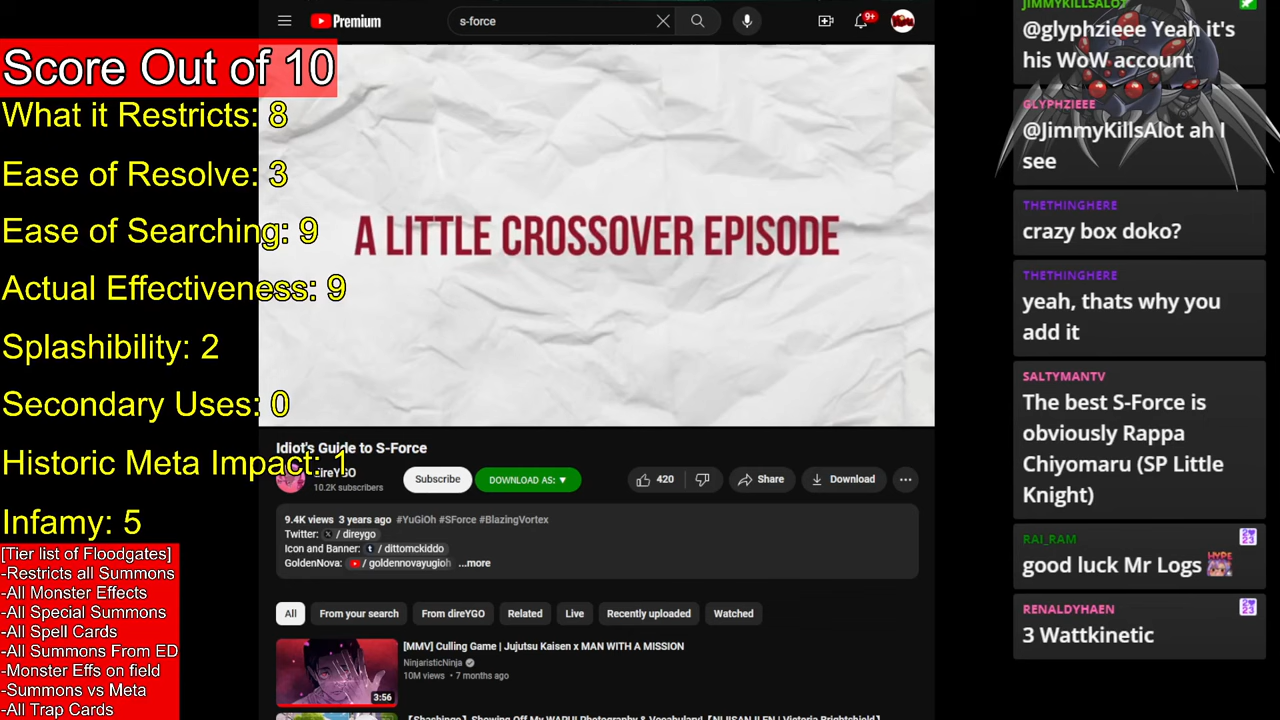 Score Out of 10
What it Restricts: 8
Ease of Resolve: 3
Ease of Searching: 9
Actual Effectiveness: 9
Splashibility: 2
Secondary Uses: 0
Historic Meta Impact: 1
Infamy: 5
[Tier list of Floodgates]
-Restricts all Summons
-All Monster Effects
-All Special Summons
-All Spell Cards
-All Summons From ED
-Monster Effs on field
-Summons vs Meta
-All Trap Cards
Premium
s-force
9+
A LITTLE CROSSOVER EPISODE
Idiot's Guide to S-Force
direYGO
10.2K subscribers
Subscribe
DOWNLOAD AS: ▼
420
Share
Download
9.4K views 3 years ago #YuGiOh #SForce #BlazingVortex
Twitter: / direygo
Icon and Banner: / dittomckiddo
GoldenNova: / goldennovayugioh ...more
All
From your search
From direYGO
Related
Live
Recently uploaded
Watched
[MMV] Culling Game | Jujutsu Kaisen x MAN WITH A MISSION
NinjaristicNinja
10M views • 7 months ago
3:56
JIMMYKILLSALOT
@glyphzieee Yeah it's
his WoW account
GLYPHZIEEE
@JimmyKillsAlot ah I
see
THETHINGHERE
crazy box doko?
THETHINGHERE
yeah, thats why you
add it
SALTYMANTV
The best S-Force is
obviously Rappa
Chiyomaru (SP Little
Knight)
RAI_RAM
good luck Mr Logs HYPE
RENALDYHAEN
3 Wattkinetic